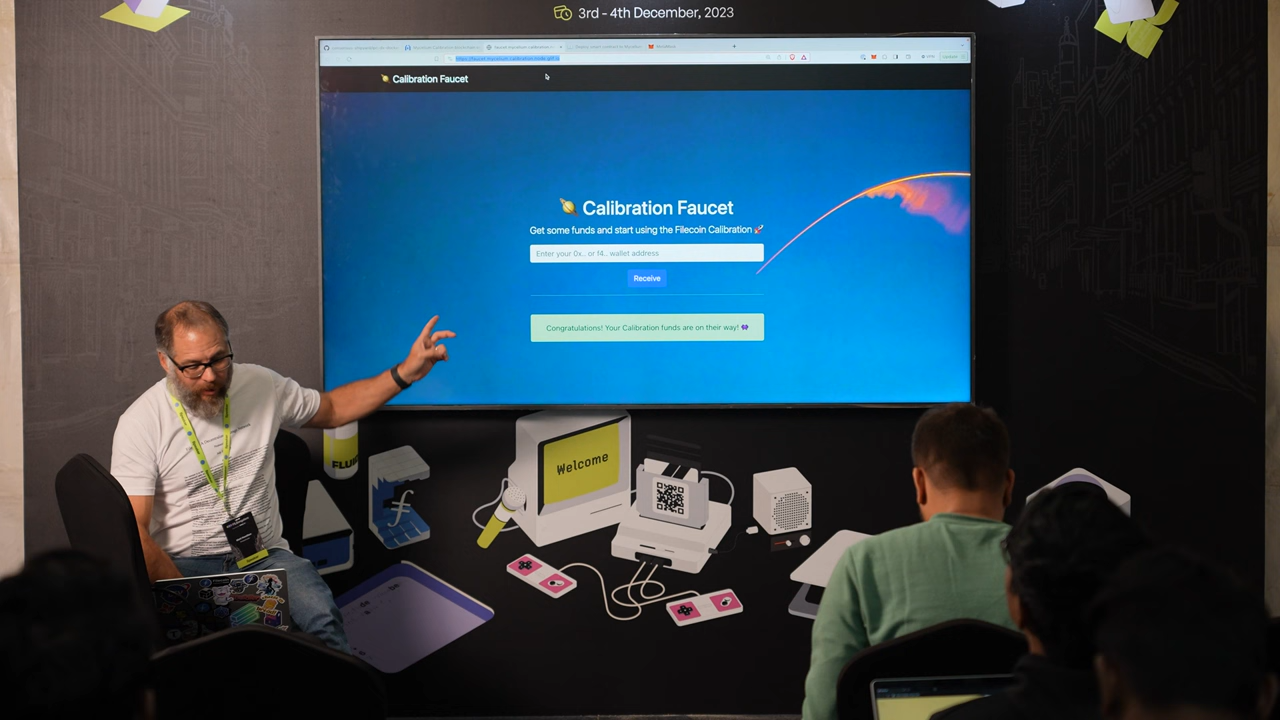 3rd - 4th December, 2023
Calibration Faucet
Calibration Faucet
Get some funds and start using the Filecoin Calibration
Enter your 0x.. or f4.. wallet address
Receive
Congratulations! Your Calibration funds are on their way!
Welcome
FLU